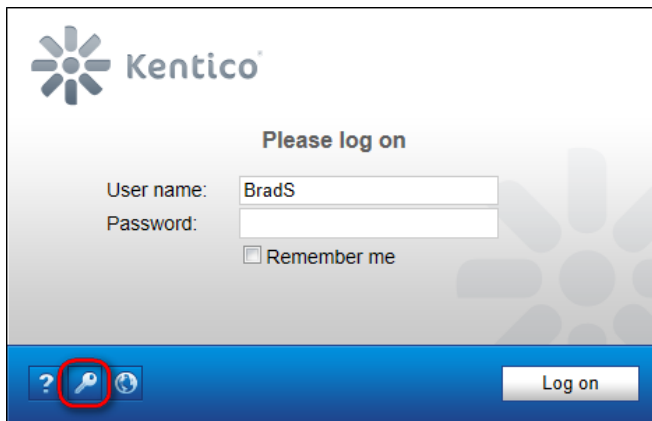 Kentico
Please log on
User name: BradS
Password:
Remember me
? Log on